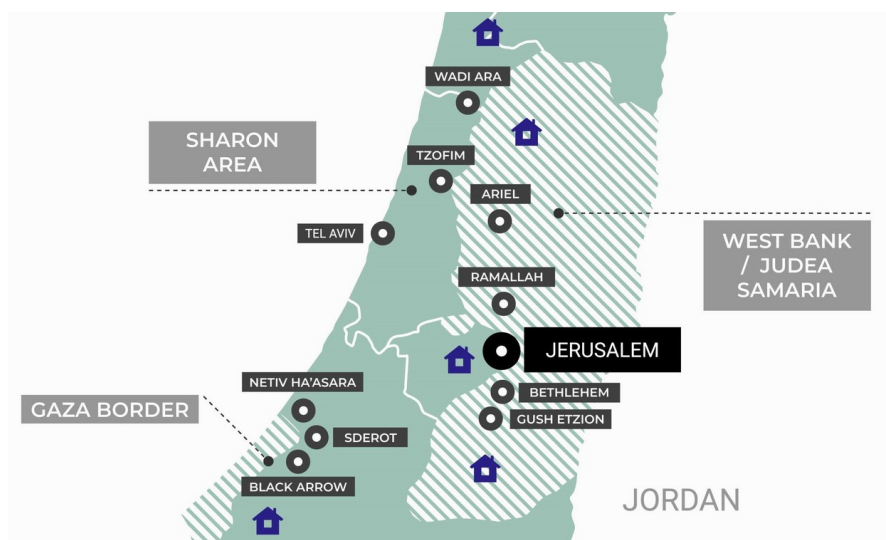 WADI ARA
SHARON
AREA
TZOFIM
ARIEL
TEL AVIV
WEST BANK
/ JUDEA
SAMARIA
RAMALLAH
JERUSALEM
NETIV HA'ASARA
BETHLEHEM
GAZA BORDER
GUSH ETZION
SDEROT
BLACK ARROW
JORDAN